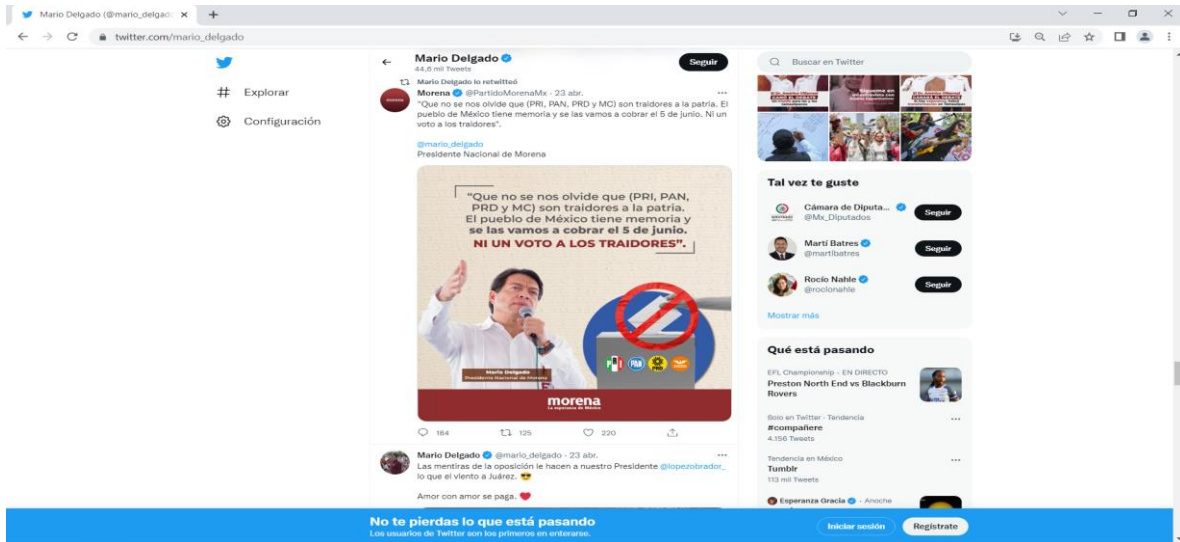 Mario Delgado (@mario_delgado
twitter.com/mario_delgado
Explorar
Configuración
Mario Delgado
44,6 mil Tweets
Seguir
Mario Delgado lo retwitteó
Morena @PartidoMorenaMx · 23 abr.
"Que no se nos olvide que (PRI, PAN, PRD y MC) son traidores a la patria. El
pueblo de México tiene memoria y se las vamos a cobrar el 5 de junio. Ni un
voto a los traidores".
@mario_delgado
Presidente Nacional de Morena
"Que no se nos olvide que (PRI, PAN,
PRD y MC) son traidores a la patria.
El pueblo de México tiene memoria y
se las vamos a cobrar el 5 de junio.
NI UN VOTO A LOS TRAIDORES".
PRI
PAN
Mario Delgado
Presidente Nacional de Morena
morena
La esperanza de México
184
125
220
Mario Delgado @mario_delgado · 23 abr.
Las mentiras de la oposición le hacen a nuestro Presidente @lopezobrador_
lo que el viento a Juárez.
Amor con amor se paga.
Buscar en Twitter
Tal vez te guste
Cámara de Diputa...
@Mx_Diputados
Seguir
Martí Batres
@martibatres
Seguir
Rocío Nahle
@rocionahle
Seguir
Mostrar más
Qué está pasando
EFL Championship · EN DIRECTO
Preston North End vs Blackburn
Rovers
Solo en Twitter · Tendencia
#compañere
4.156 Tweets
Tendencia en México
Tumblr
113 mil Tweets
Esperanza Gracia · Anoche
No te pierdas lo que está pasando
Los usuarios de Twitter son los primeros en enterarse.
Iniciar sesión
Regístrate